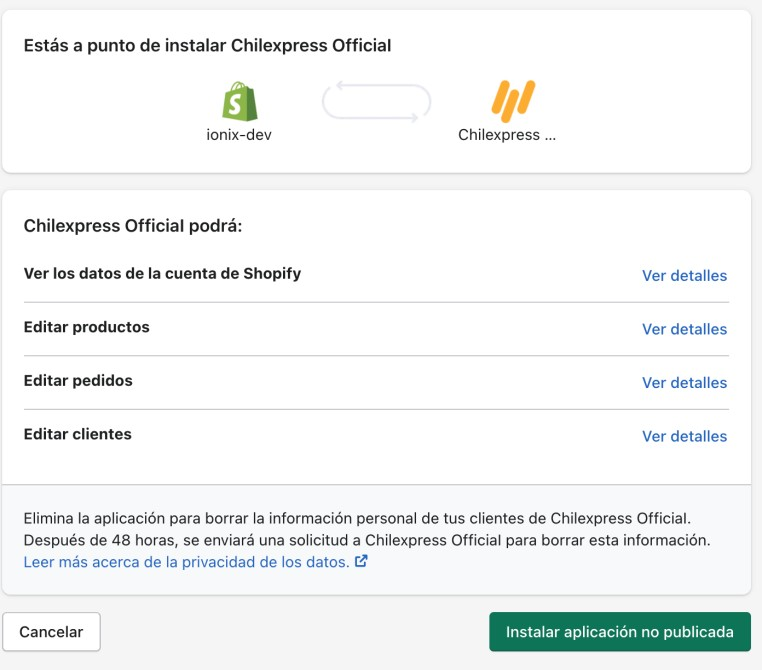 Estás a punto de instalar Chilexpress Official
ionix-dev
Chilexpress ...
Chilexpress Official podrá:
Ver los datos de la cuenta de Shopify
Ver detalles
Editar productos
Ver detalles
Editar pedidos
Ver detalles
Editar clientes
Ver detalles
Elimina la aplicación para borrar la información personal de tus clientes de Chilexpress Official.
Después de 48 horas, se enviará una solicitud a Chilexpress Official para borrar esta información.
Leer más acerca de la privacidad de los datos.
Cancelar
Instalar aplicación no publicada